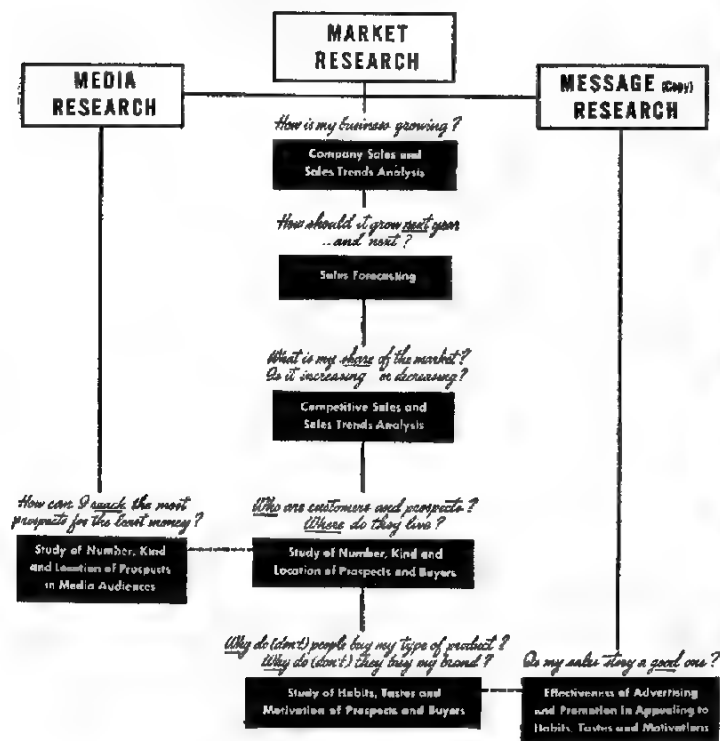 MARKET
RESEARCH
MEDIA
RESEARCH
MESSAGE (Copy)
RESEARCH
How is my business growing?
Company Sales and
Sales Trends Analysis
How should it grow next year
...and next?
Sales Forecasting
What is my share of the market?
Is it increasing or decreasing?
Competitive Sales and
Sales Trends Analysis
How can I reach the most
prospects for the least money?
Study of Number, Kind
and Location of Prospects
in Media Audiences
Who are customers and prospects?
Where do they live?
Study of Number, Kind and
Location of Prospects and Buyers
Why do (don't) people buy my type of product?
Why do (don't) they buy my brand?
Study of Habits, Tastes and
Motivation of Prospects and Buyers
Is my sales story a good one?
Effectiveness of Advertising
and Promotion in Appealing to
Habits, Tastes and Motivations